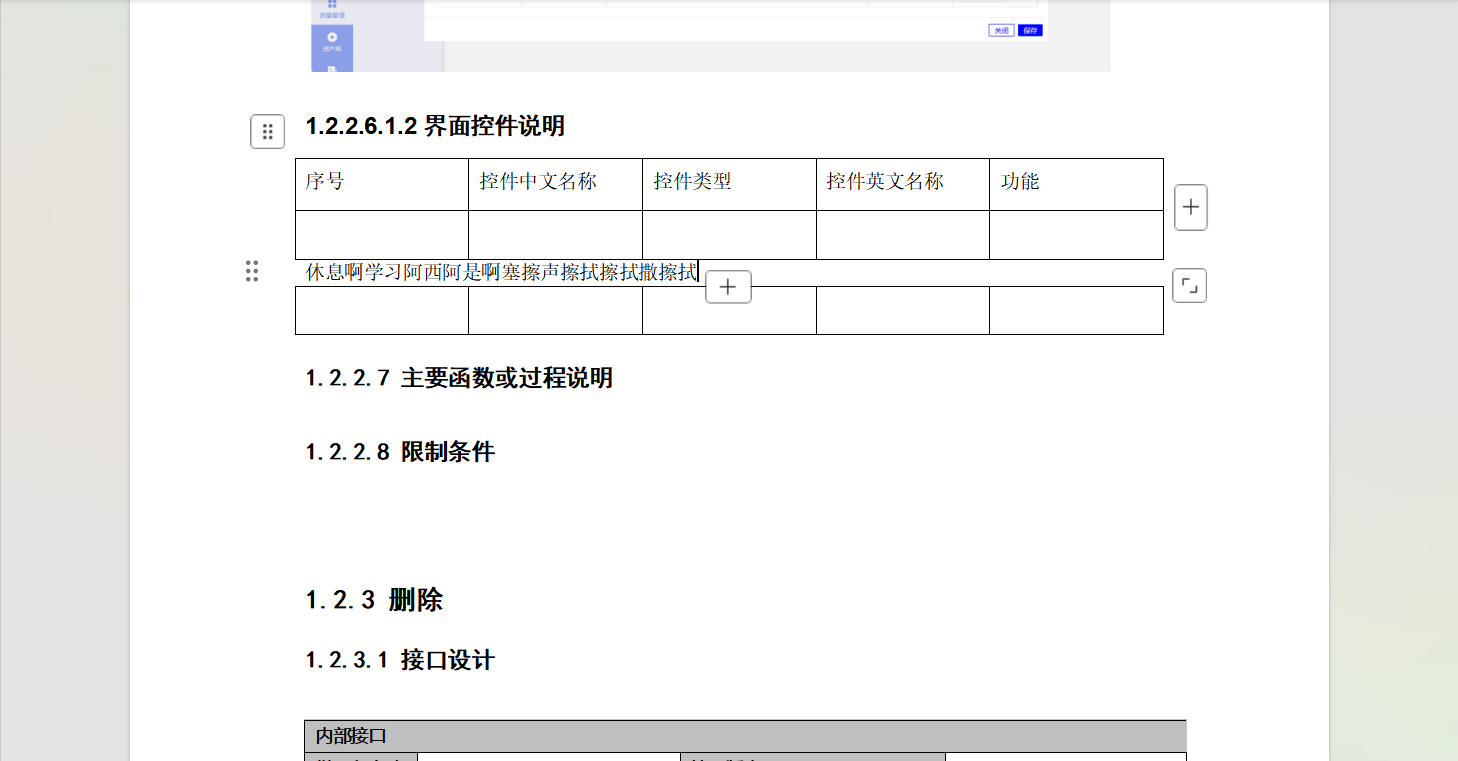 质量管理
资产库
关闭 保存
1.2.2.6.1.2 界面控件说明
序号 控件中文名称 控件类型 控件英文名称 功能
休息啊学习阿西阿是啊塞擦声擦拭擦拭撒擦拭
1.2.2.7 主要函数或过程说明
1.2.2.8 限制条件
1.2.3 删除
1.2.3.1 接口设计
内部接口